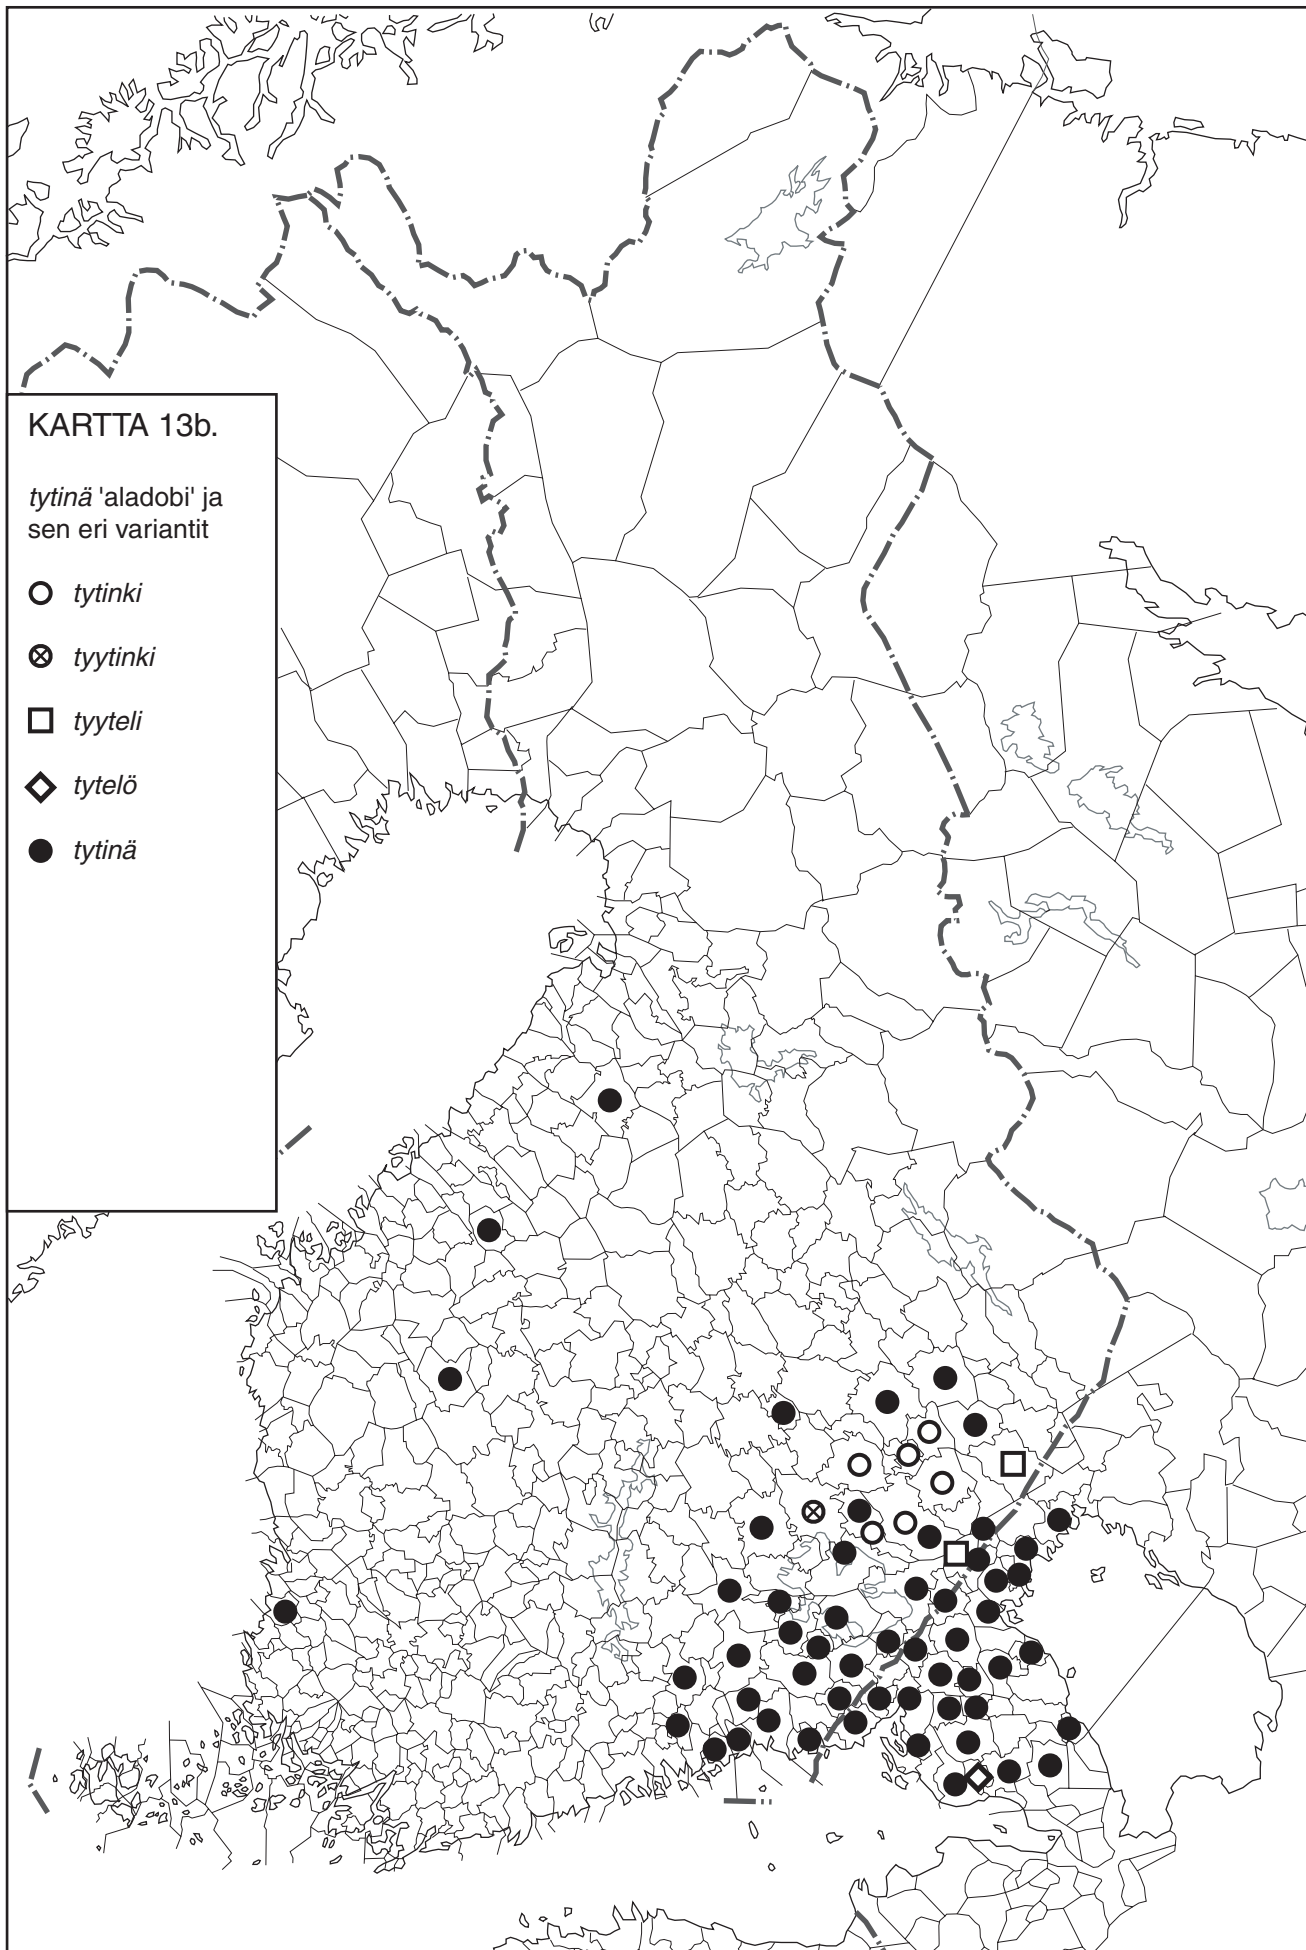 KARTTA 13b.
tytinä 'aladobi' ja
sen eri variantit
tytinki
tyytinki
tyyteli
tytelö
tytinä